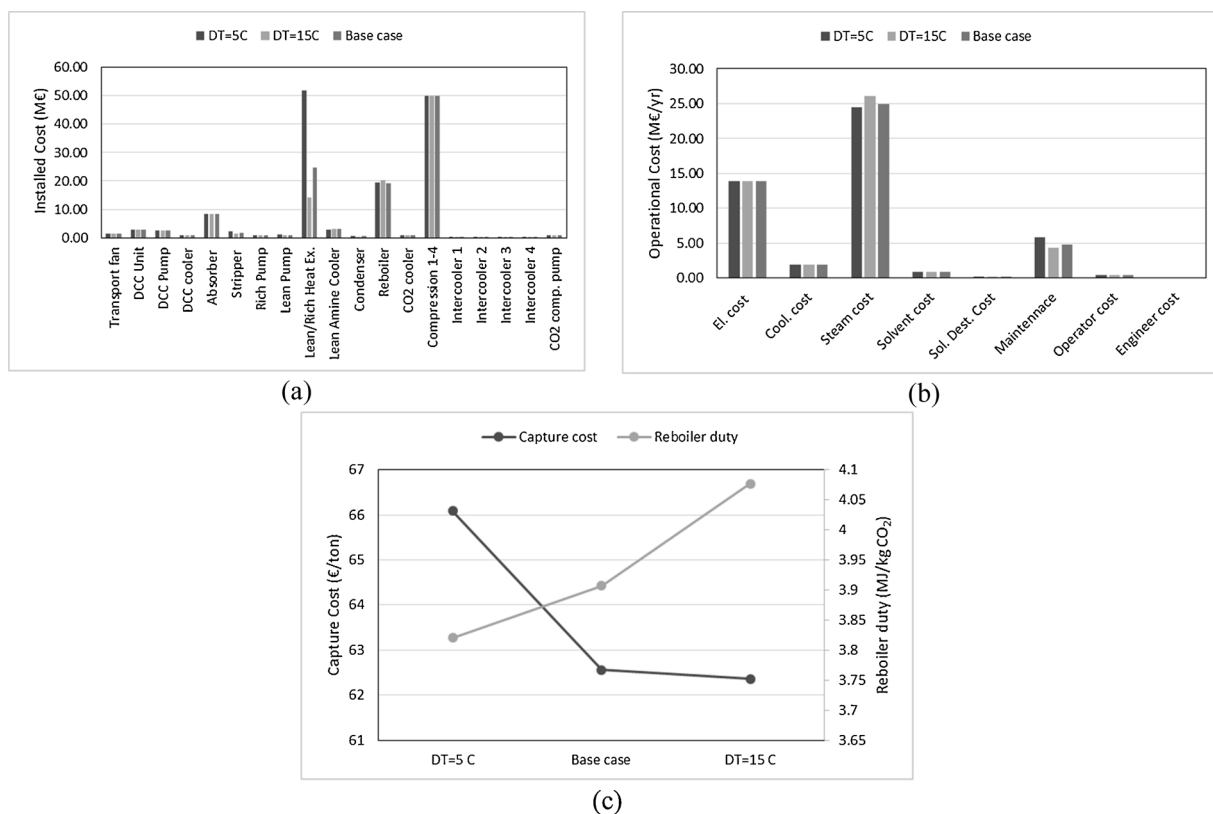 DT=5C DT=15C Base case
Installed Cost (M€)
60.00
50.00
40.00
30.00
20.00
10.00
0.00
Transport fan
DCC Unit
DCC Pump
DCC cooler
Absorber
Stripper
Rich Pump
Lean Pump
Lean/Rich Heat Ex.
Lean Amine Cooler
Condenser
Reboiler
CO2 cooler
Compression 1-4
Intercooler 1
Intercooler 2
Intercooler 3
Intercooler 4
CO2 comp. pump
(a)
DT=5C DT=15C Base case
Operational Cost (M€/yr)
30.00
25.00
20.00
15.00
10.00
5.00
0.00
El. cost
Cool. cost
Steam cost
Solvent cost
Sol. Dest. Cost
Maintennace
Operator cost
Engineer cost
(b)
Capture cost Reboiler duty
Capture Cost (€/ton)
67
66
65
64
63
62
61
4.1
4.05
4
3.95
3.9
3.85
3.8
3.75
3.7
3.65
Reboiler duty (MJ/kg CO₂)
DT=5 C Base case DT=15 C
(c)